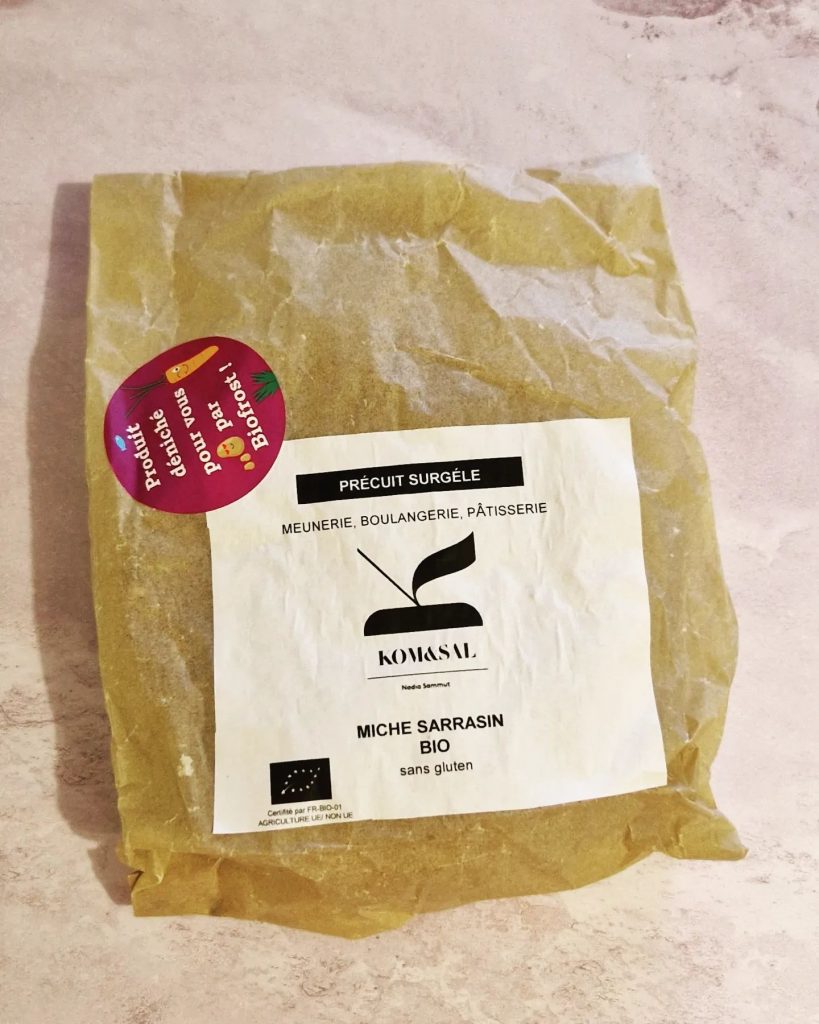 Produit
déniché
pour vous
par
Biofrost !
PRÉCUIT SURGÉLE
MEUNERIE, BOULANGERIE, PÂTISSERIE
KOM&SAL
Nadia Sammut
MICHE SARRASIN
BIO
sans gluten
Certifié par FR-BIO-01
AGRICULTURE UE/ NON UE